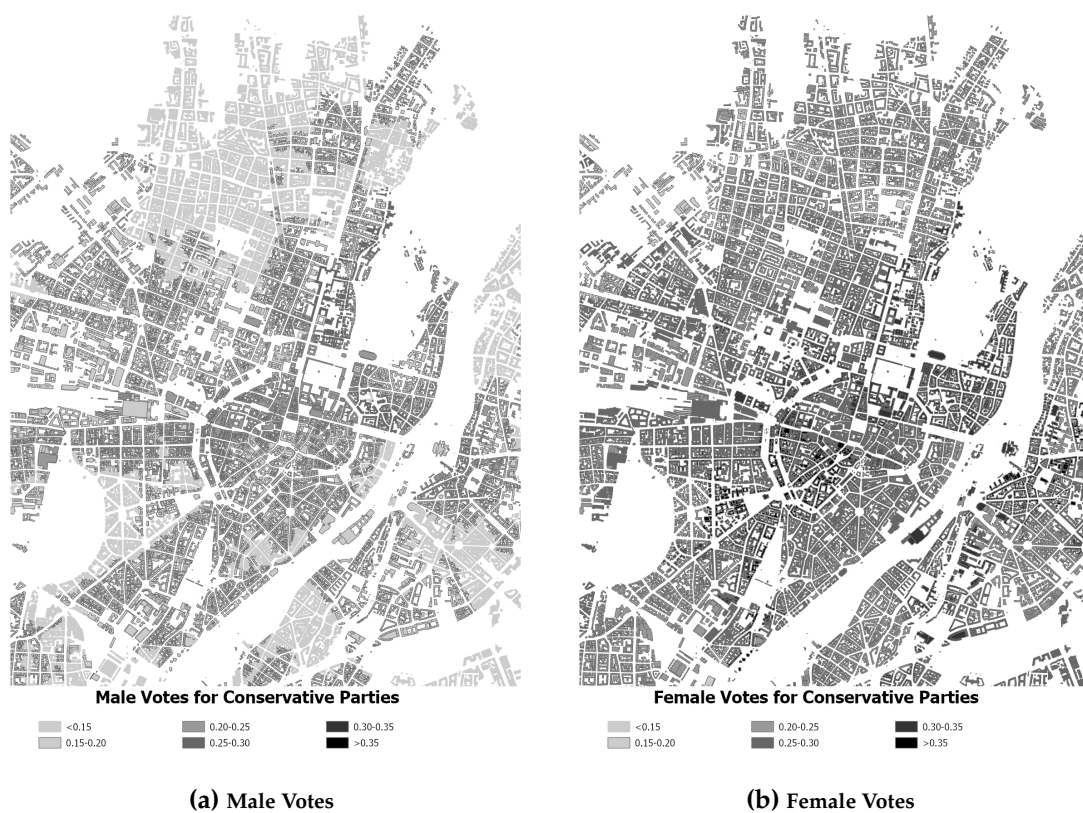 Male Votes for Conservative Parties
<0.15 0.20-0.25 0.30-0.35
0.15-0.20 0.25-0.30 >0.35
(a) Male Votes
Female Votes for Conservative Parties
<0.15 0.20-0.25 0.30-0.35
0.15-0.20 0.25-0.30 >0.35
(b) Female Votes